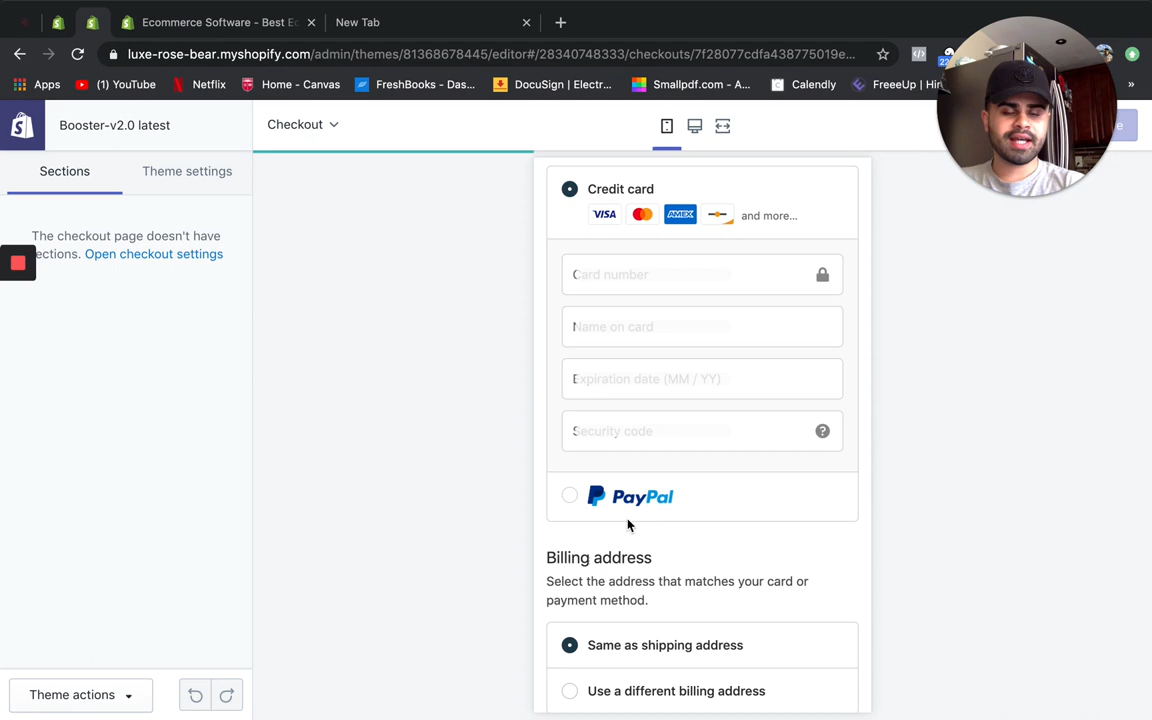 Ecommerce Software - Best Ec
New Tab
luxe-rose-bear.myshopify.com/admin/themes/81368678445/editor#/28340748333/checkouts/7f28077cdfa438775019e...
Apps
(1) YouTube
Netflix
Home - Canvas
FreshBooks - Das...
DocuSign | Electr...
Smallpdf.com - A...
Calendly
FreeeUp | Hir
»
22
Booster-v2.0 latest
Checkout
e
Sections
Theme settings
The checkout page doesn't have
ections. Open checkout settings
Credit card
VISA
AMEX
and more...
Card number
Name on card
Expiration date (MM / YY)
Security code
PayPal
Billing address
Select the address that matches your card or
payment method.
Same as shipping address
Use a different billing address
Theme actions